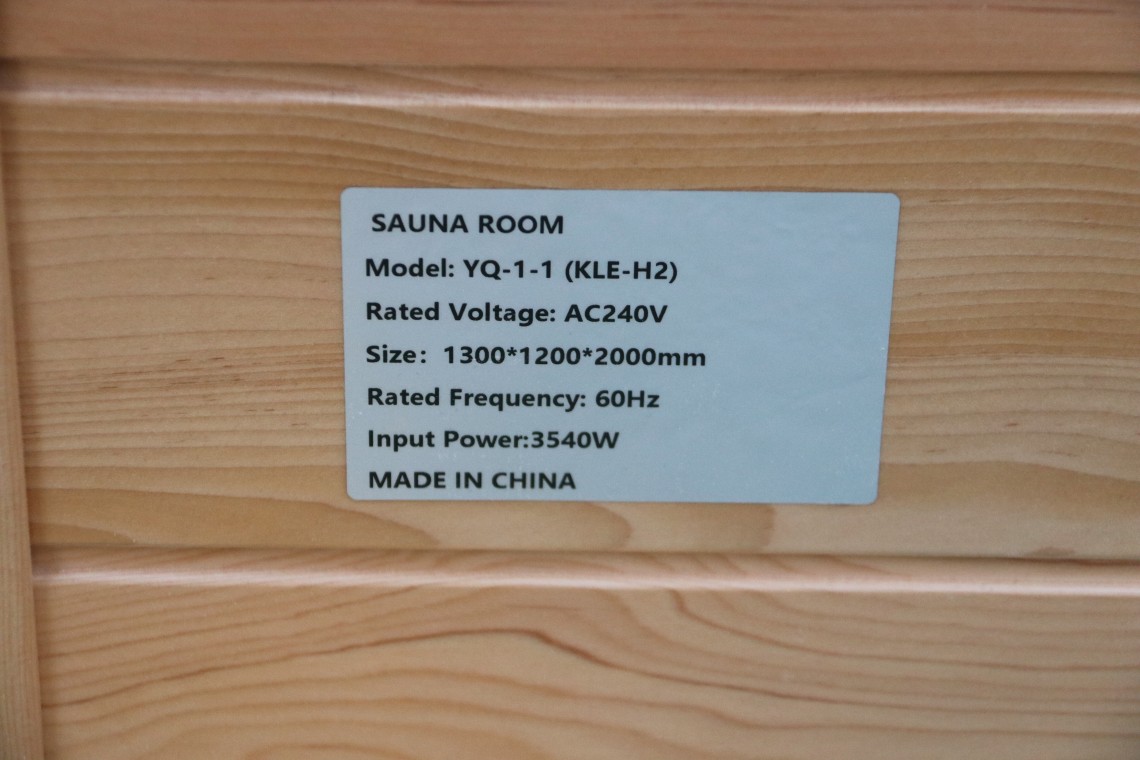 SAUNA ROOM
Model: YQ-1-1 (KLE-H2)
Rated Voltage: AC240V
Size： 1300*1200*2000mm
Rated Frequency: 60Hz
Input Power:3540W
MADE IN CHINA